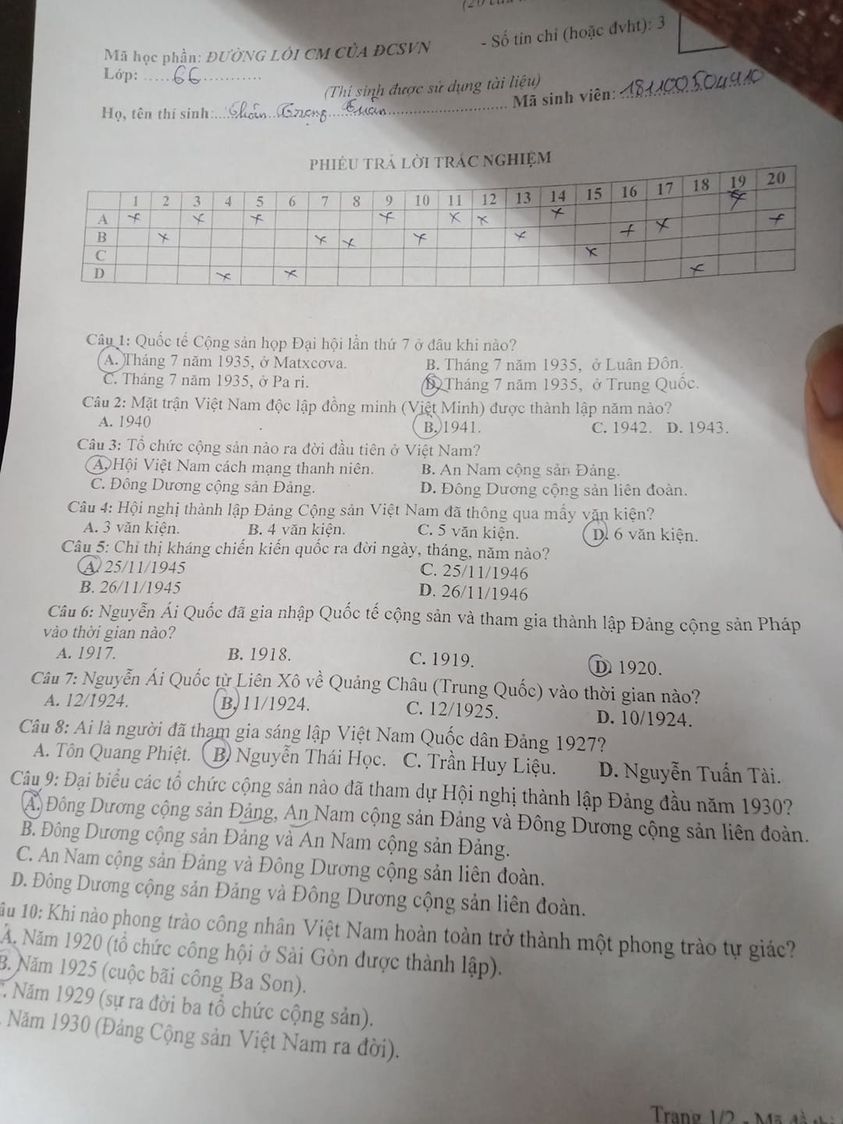 - Số tín chỉ (hoặc đvht): 3
Mã học phần: ĐƯỜNG LỐI CM CỦA ĐCSVN
Lớp: .....66..............
(Thí sinh được sử dụng tài liệu)
Họ, tên thí sinh:... Trọng ........ Mã sinh viên: 181100504910
PHIẾU TRẢ LỜI TRẮC NGHIỆM
1 2 3 4 5 6 7 8 9 10 11 12 13 14 15 16 17 18 19 20
A
B
C
D
Câu 1: Quốc tế Cộng sản họp Đại hội lần thứ 7 ở đâu khi nào?
A. Tháng 7 năm 1935, ở Matxcơva. B. Tháng 7 năm 1935, ở Luân Đôn.
C. Tháng 7 năm 1935, ở Pa ri. D. Tháng 7 năm 1935, ở Trung Quốc.
Câu 2: Mặt trận Việt Nam độc lập đồng minh (Việt Minh) được thành lập năm nào?
A. 1940 B. 1941. C. 1942. D. 1943.
Câu 3: Tổ chức cộng sản nào ra đời đầu tiên ở Việt Nam?
A. Hội Việt Nam cách mạng thanh niên. B. An Nam cộng sản Đảng.
C. Đông Dương cộng sản Đảng. D. Đông Dương cộng sản liên đoàn.
Câu 4: Hội nghị thành lập Đảng Cộng sản Việt Nam đã thông qua mấy văn kiện?
A. 3 văn kiện. B. 4 văn kiện. C. 5 văn kiện. D. 6 văn kiện.
Câu 5: Chỉ thị kháng chiến kiến quốc ra đời ngày, tháng, năm nào?
A. 25/11/1945 C. 25/11/1946
B. 26/11/1945 D. 26/11/1946
Câu 6: Nguyễn Ái Quốc đã gia nhập Quốc tế cộng sản và tham gia thành lập Đảng cộng sản Pháp
vào thời gian nào?
A. 1917. B. 1918. C. 1919. D. 1920.
Câu 7: Nguyễn Ái Quốc từ Liên Xô về Quảng Châu (Trung Quốc) vào thời gian nào?
A. 12/1924. B. 11/1924. C. 12/1925. D. 10/1924.
Câu 8: Ai là người đã tham gia sáng lập Việt Nam Quốc dân Đảng 1927?
A. Tôn Quang Phiệt. B. Nguyễn Thái Học. C. Trần Huy Liệu. D. Nguyễn Tuấn Tài.
Câu 9: Đại biểu các tổ chức cộng sản nào đã tham dự Hội nghị thành lập Đảng đầu năm 1930?
A. Đông Dương cộng sản Đảng, An Nam cộng sản Đảng và Đông Dương cộng sản liên đoàn.
B. Đông Dương cộng sản Đảng và An Nam cộng sản Đảng.
C. An Nam cộng sản Đảng và Đông Dương cộng sản liên đoàn.
D. Đông Dương cộng sản Đảng và Đông Dương cộng sản liên đoàn.
âu 10: Khi nào phong trào công nhân Việt Nam hoàn toàn trở thành một phong trào tự giác?
A. Năm 1920 (tổ chức công hội ở Sài Gòn được thành lập).
B. Năm 1925 (cuộc bãi công Ba Son).
. Năm 1929 (sự ra đời ba tổ chức cộng sản).
. Năm 1930 (Đảng Cộng sản Việt Nam ra đời).
Trang 1/2 - Mã đề